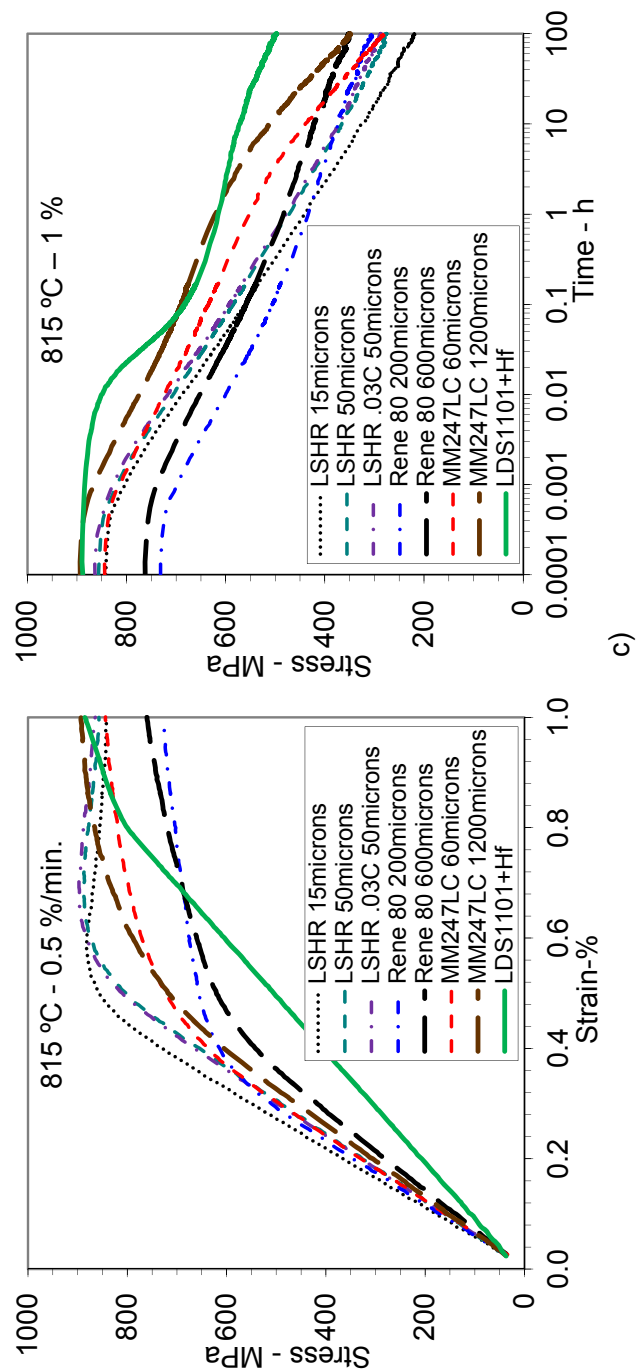 815 ºC - 0.5 %/min.
Stress - MPa
1000
800
600
400
200
0
0.0
0.2
0.4
0.6
0.8
1.0
Strain-%
LSHR 15microns
LSHR 50microns
LSHR .03C 50microns
Rene 80 200microns
Rene 80 600microns
MM247LC 60microns
MM247LC 1200microns
LDS1101+Hf
815 ºC – 1 %
Stress - MPa
1000
800
600
400
200
0
0.0001
0.001
0.01
0.1
1
10
100
Time - h
LSHR 15microns
LSHR 50microns
LSHR .03C 50microns
Rene 80 200microns
Rene 80 600microns
MM247LC 60microns
MM247LC 1200microns
LDS1101+Hf
c)